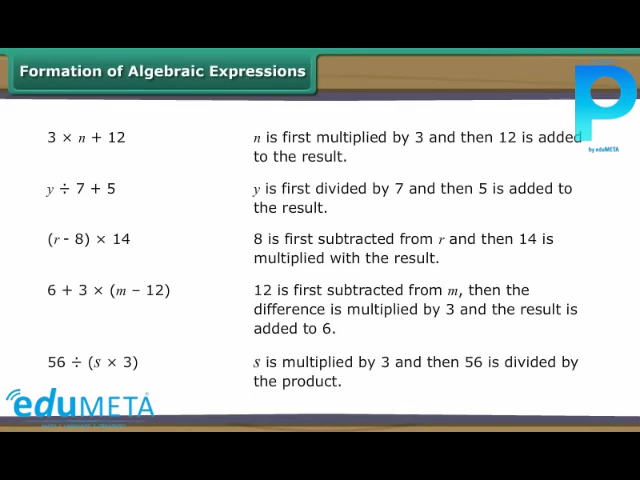 Formation of Algebraic Expressions
P
by eduMETA
3 × n + 12
n is first multiplied by 3 and then 12 is added
to the result.
y ÷ 7 + 5
y is first divided by 7 and then 5 is added to
the result.
(r - 8) × 14
8 is first subtracted from r and then 14 is
multiplied with the result.
6 + 3 × (m – 12)
12 is first subtracted from m, then the
difference is multiplied by 3 and the result is
added to 6.
56 ÷ (s × 3)
s is multiplied by 3 and then 56 is divided by
the product.
eduMETA